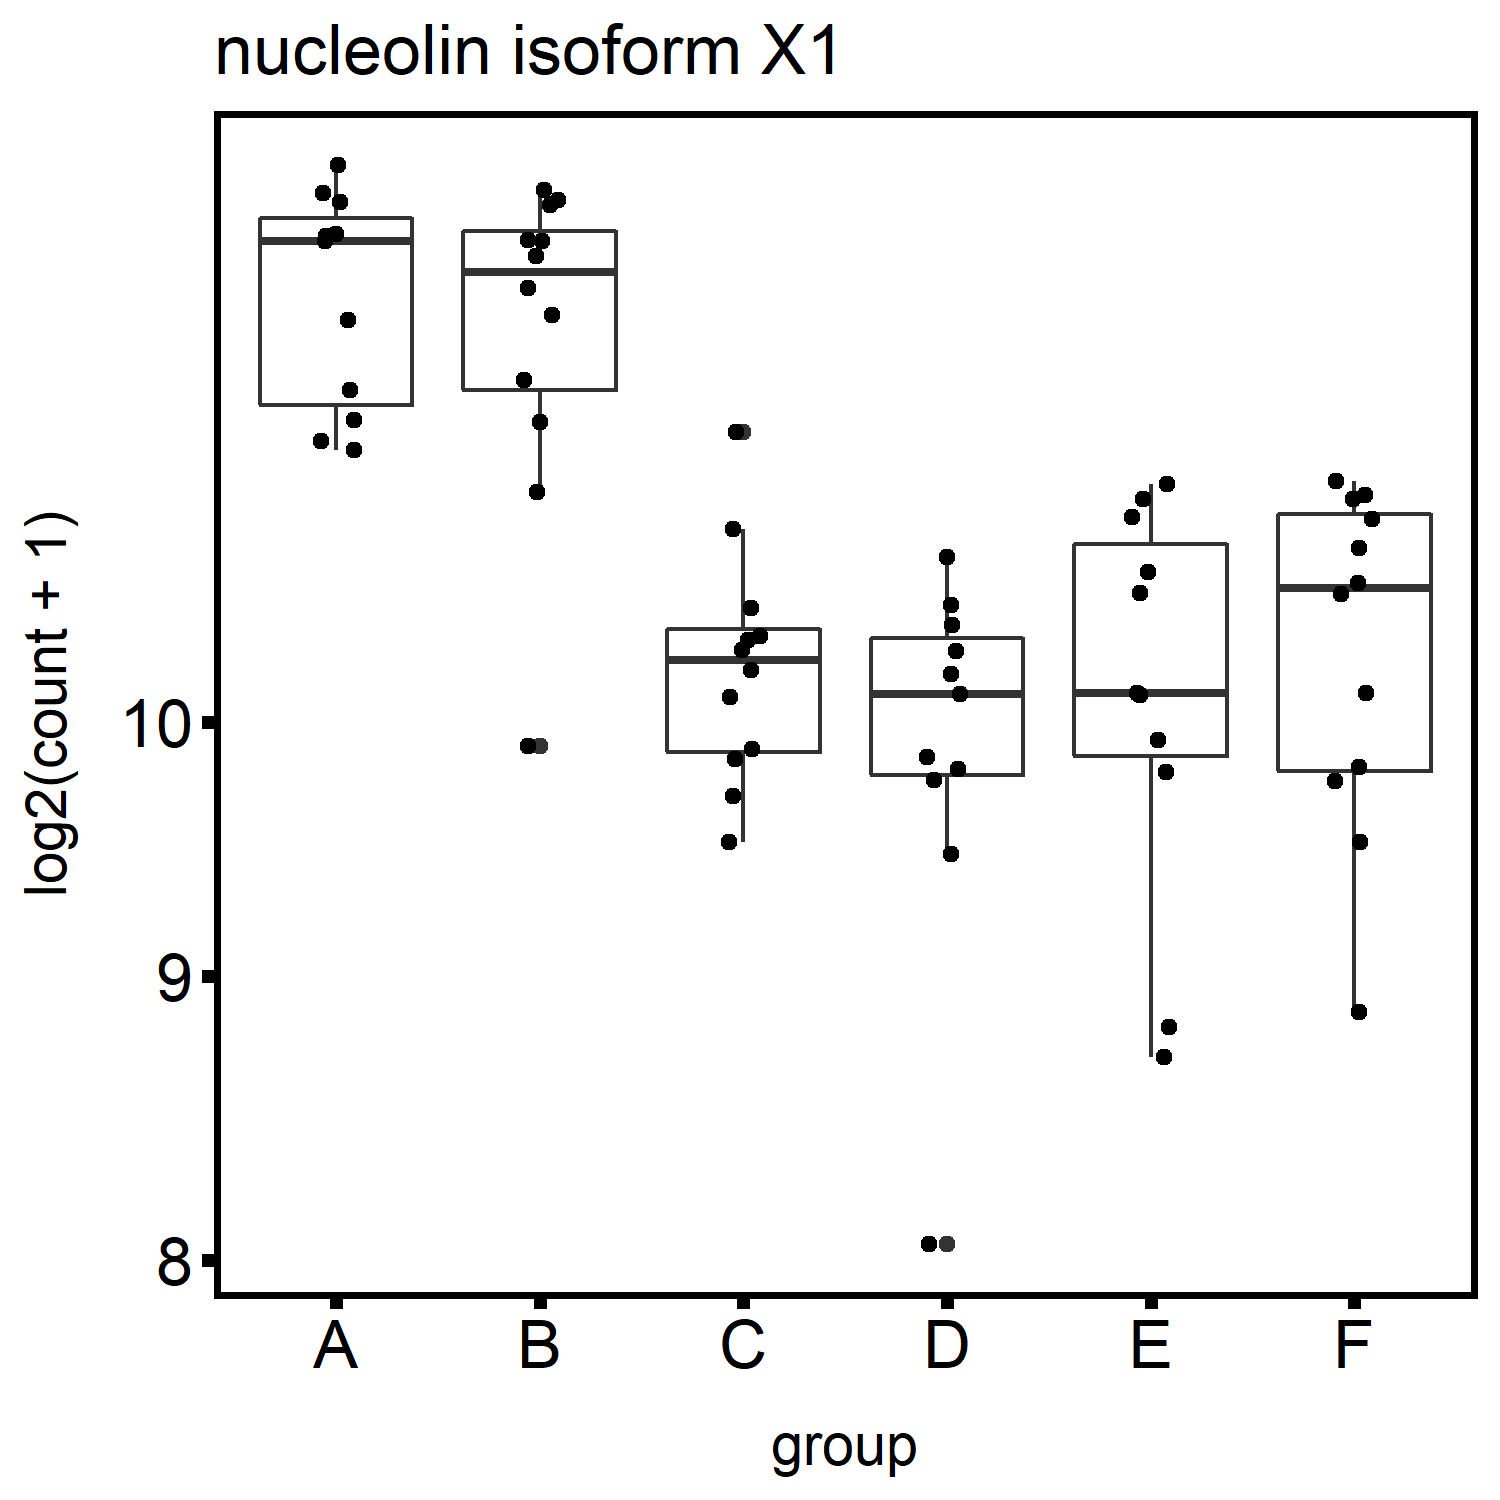 nucleolin isoform X1
log2(count + 1)
10
9
8
A B C D E F
group